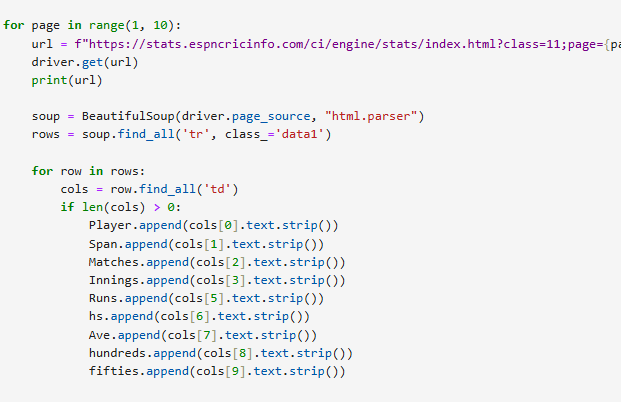 for page in range(1, 10):
    url = f"https://stats.espncricinfo.com/ci/engine/stats/index.html?class=11;page={pa
    driver.get(url)
    print(url)
    soup = BeautifulSoup(driver.page_source, "html.parser")
    rows = soup.find_all('tr', class_='data1')
    for row in rows:
        cols = row.find_all('td')
        if len(cols) > 0:
            Player.append(cols[0].text.strip())
            Span.append(cols[1].text.strip())
            Matches.append(cols[2].text.strip())
            Innings.append(cols[3].text.strip())
            Runs.append(cols[5].text.strip())
            hs.append(cols[6].text.strip())
            Ave.append(cols[7].text.strip())
            hundreds.append(cols[8].text.strip())
            fifties.append(cols[9].text.strip())